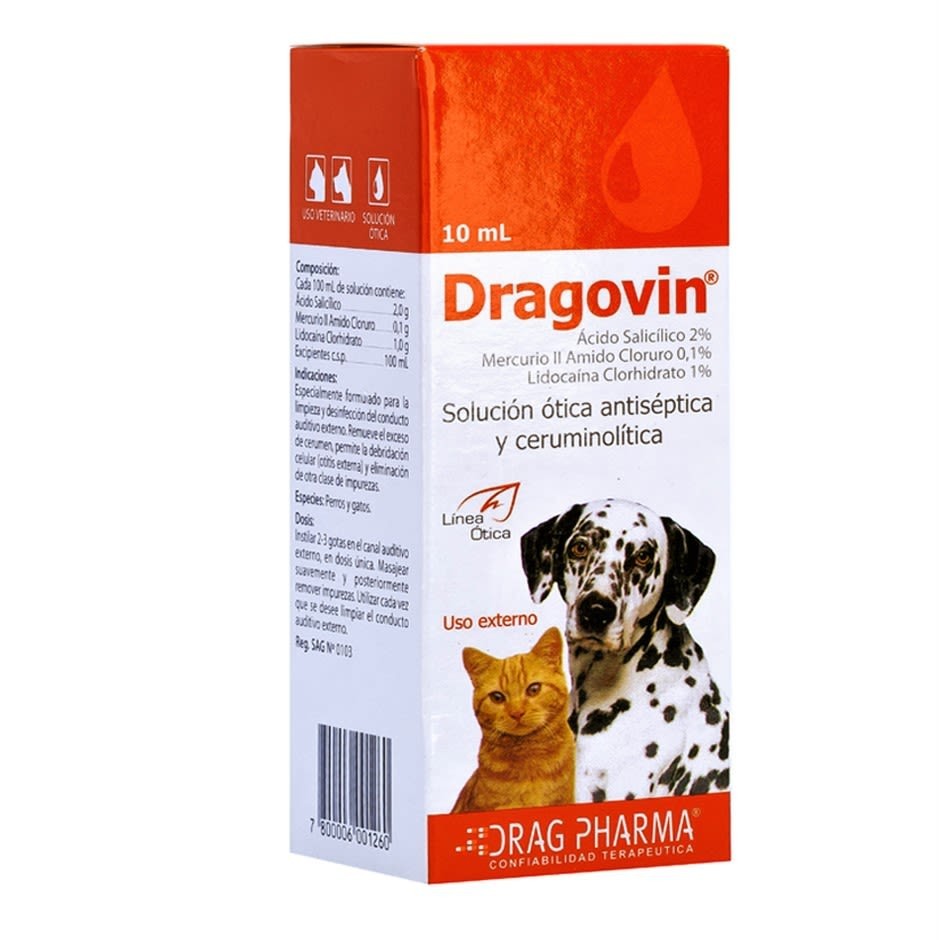 USO VETERINARIO
SOLUCIÓN
ÓTICA
Composición:
Cada 100 mL de solución contiene:
Ácido Salicílico 2,0 g
Mercurio II Amido Cloruro 0,1 g
Lidocaína Clorhidrato 1,0 g
Excipientes c.s.p. 100 mL
Indicaciones:
Especialmente formulado para la
limpieza y desinfección del conducto
auditivo externo. Remueve el exceso
de cerumen, permite la debridación
celular (otitis externa) y eliminación
de otra clase de impurezas.
Especies: Perros y gatos.
Dosis:
Instilar 2-3 gotas en el canal auditivo
externo, en dosis única. Masajear
suavemente y posteriormente
remover impurezas. Utilizar cada vez
que se desee limpiar el conducto
auditivo externo.
Reg. SAG Nº 0103
7 800006 001260
10 mL
Dragovin®
Ácido Salicílico 2%
Mercurio II Amido Cloruro 0,1%
Lidocaína Clorhidrato 1%
Solución ótica antiséptica
y ceruminolítica
Línea
Ótica
Uso externo
DRAG PHARMA®
CONFIABILIDAD TERAPEUTICA